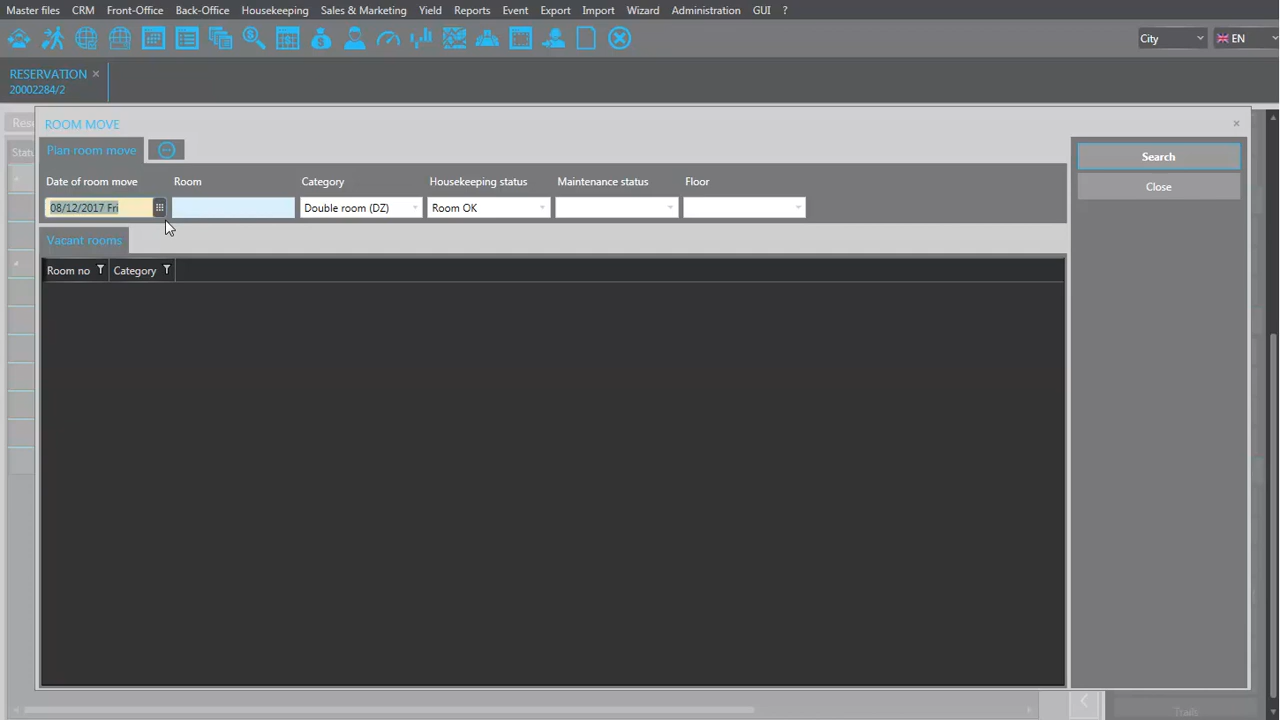 Master files CRM Front-Office Back-Office Housekeeping Sales & Marketing Yield Reports Event Export Import Wizard Administration GUI ?
City EN
RESERVATION
20002284/2
ROOM MOVE
Plan room move
Search
Close
Date of room move Room Category Housekeeping status Maintenance status Floor
08/12/2017 Fri Double room (DZ) Room OK
Vacant rooms
Room no Category